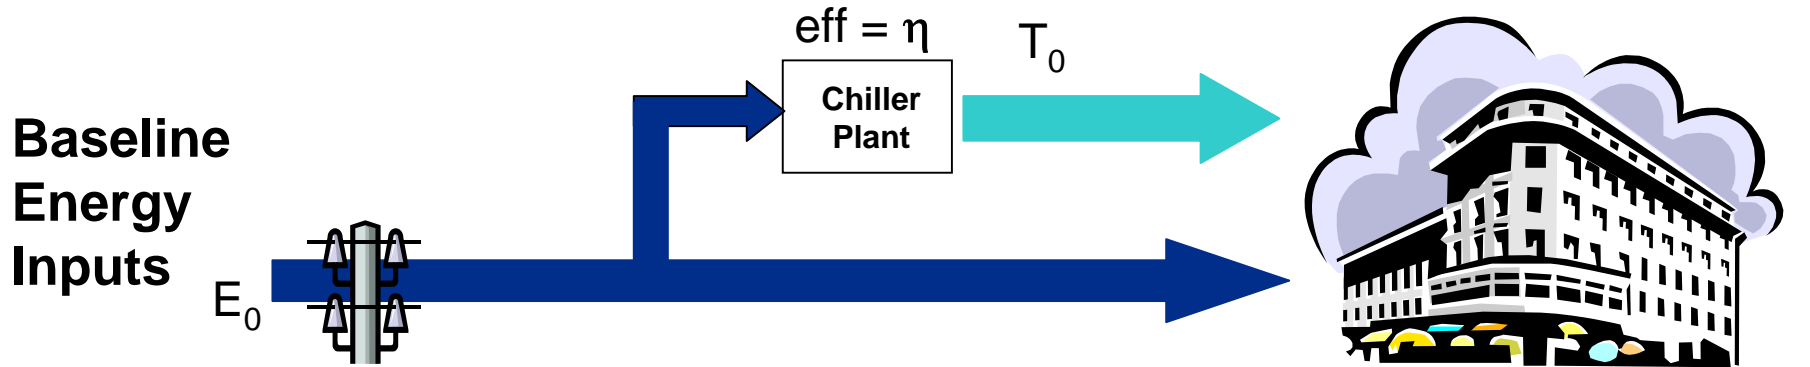 Baseline
Energy
Inputs
E₀
eff = η
Chiller
Plant
T₀